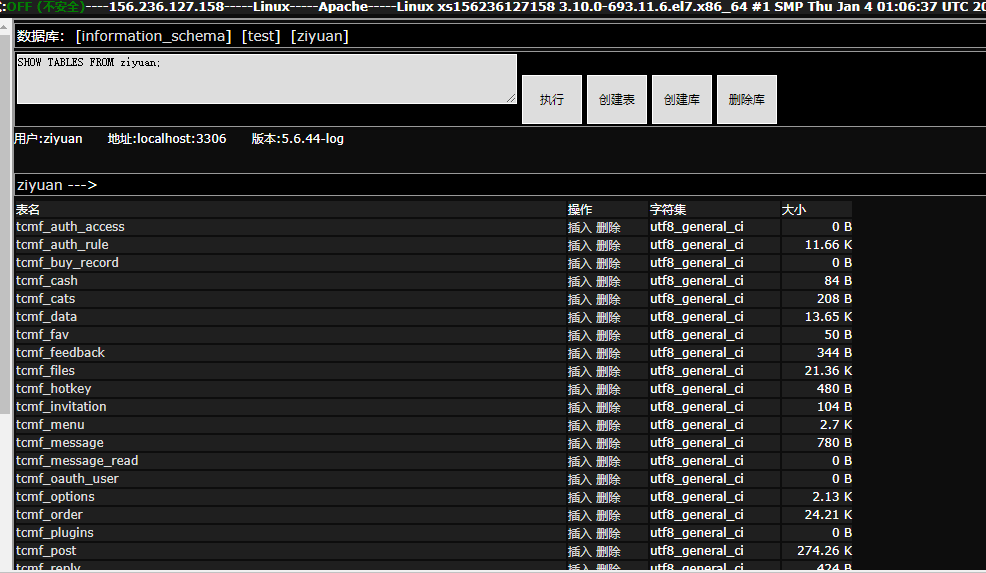 :OFF (不安全)----156.236.127.158-----Linux-----Apache-----Linux xs156236127158 3.10.0-693.11.6.el7.x86_64 #1 SMP Thu Jan 4 01:06:37 UTC 20
数据库: [information_schema] [test] [ziyuan]
SHOW TABLES FROM ziyuan;
执行 创建表 创建库 删除库
用户:ziyuan 地址:localhost:3306 版本:5.6.44-log
ziyuan --->
表名 操作 字符集 大小
tcmf_auth_access 插入 删除 utf8_general_ci 0 B
tcmf_auth_rule 插入 删除 utf8_general_ci 11.66 K
tcmf_buy_record 插入 删除 utf8_general_ci 0 B
tcmf_cash 插入 删除 utf8_general_ci 84 B
tcmf_cats 插入 删除 utf8_general_ci 208 B
tcmf_data 插入 删除 utf8_general_ci 13.65 K
tcmf_fav 插入 删除 utf8_general_ci 50 B
tcmf_feedback 插入 删除 utf8_general_ci 344 B
tcmf_files 插入 删除 utf8_general_ci 21.36 K
tcmf_hotkey 插入 删除 utf8_general_ci 480 B
tcmf_invitation 插入 删除 utf8_general_ci 104 B
tcmf_menu 插入 删除 utf8_general_ci 2.7 K
tcmf_message 插入 删除 utf8_general_ci 780 B
tcmf_message_read 插入 删除 utf8_general_ci 0 B
tcmf_oauth_user 插入 删除 utf8_general_ci 0 B
tcmf_options 插入 删除 utf8_general_ci 2.13 K
tcmf_order 插入 删除 utf8_general_ci 24.21 K
tcmf_plugins 插入 删除 utf8_general_ci 0 B
tcmf_post 插入 删除 utf8_general_ci 274.26 K
tcmf_reply 插入 删除 utf8_general_ci 424 B